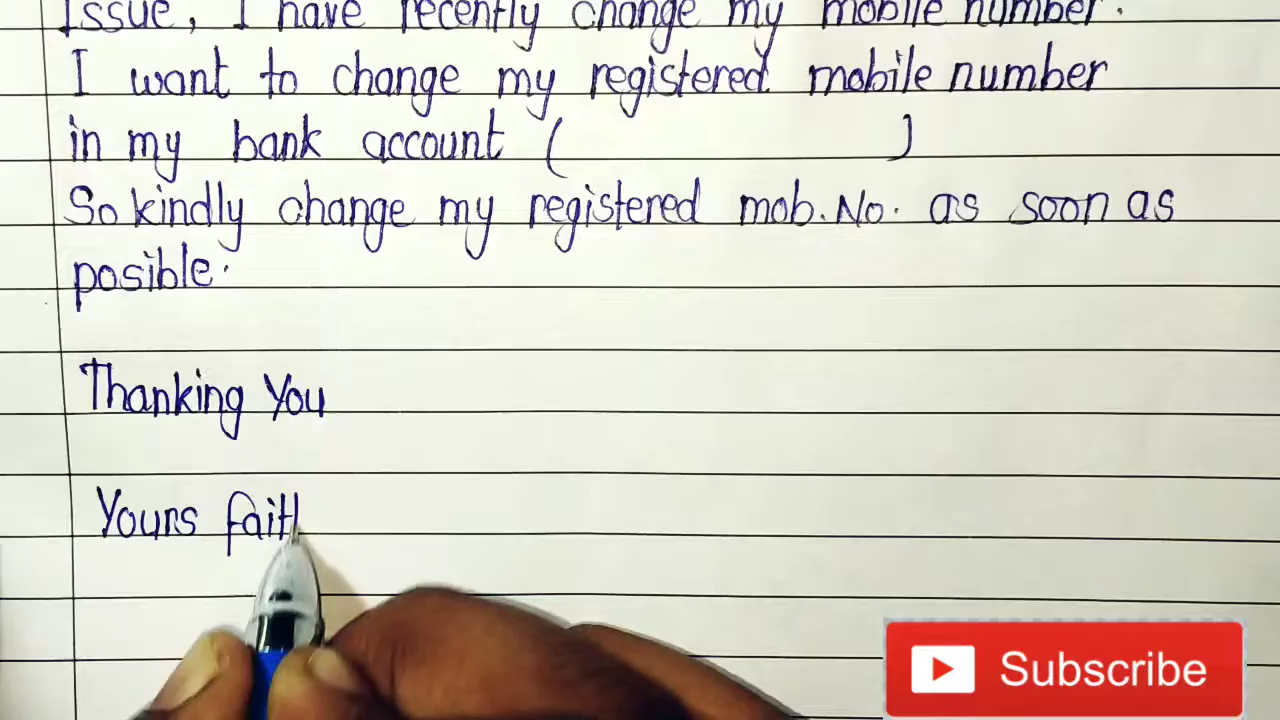 Issue, I have recently change my mobile number.
I want to change my registered mobile number
in my bank account (                    )
So kindly change my registered mob. No. as soon as
posible.
Thanking You
Yours fait
Subscribe